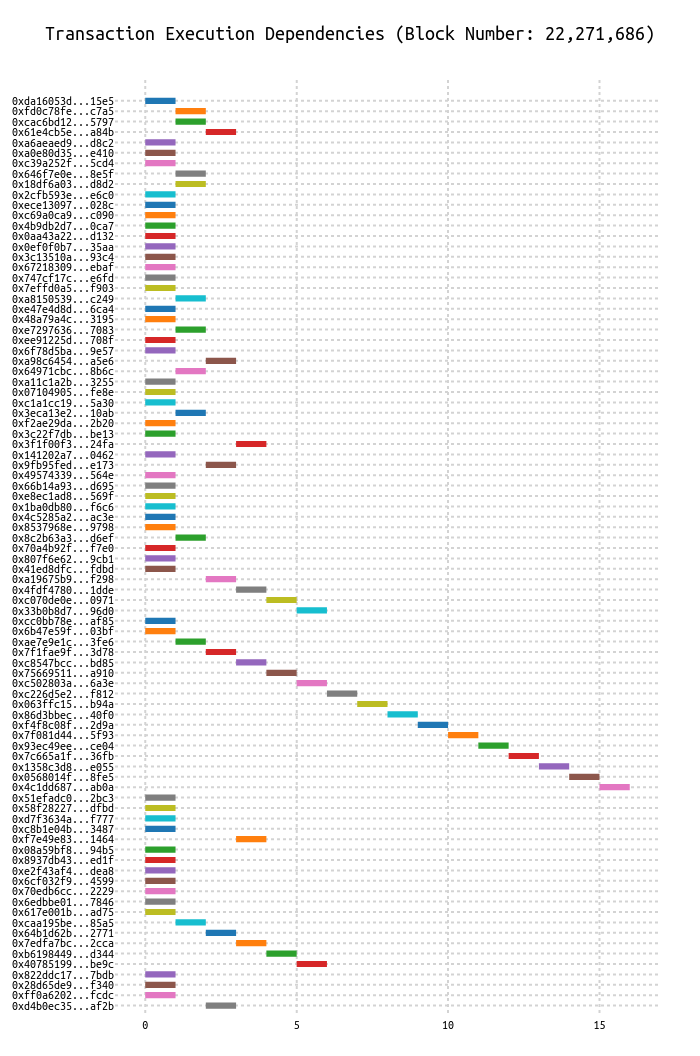 Transaction Execution Dependencies (Block Number: 22,271,686)
0xda16053d...15e5
0xfd0c78fe...c7a5
0xcac6bd12...5797
0x61e4cb5e...a84b
0xa6aeaed9...d8c2
0xa0e80d35...e410
0xc39a252f...5cd4
0x646f7e0e...8e5f
0x18df6a03...d8d2
0x2cfb593e...e6c0
0xece13097...028c
0xc69a0ca9...c090
0x4b9db2d7...0ca7
0x0aa43a22...d132
0x0ef0f0b7...35aa
0x3c13510a...93c4
0x67218309...ebaf
0x747cf17c...e6fd
0x7effd0a5...f903
0xa8150539...c249
0xe47e4d8d...6ca4
0x48a79a4c...3195
0xe7297636...7083
0xee91225d...708f
0x6f78d5ba...9e57
0xa98c6454...a5e6
0x64971cbc...8b6c
0xa11c1a2b...3255
0x07104905...fe8e
0xc1a1cc19...5a30
0x3eca13e2...10ab
0xf2ae29da...2b20
0x3c22f7db...be13
0x3f1f00f3...24fa
0x141202a7...0462
0x9fb95fed...e173
0x49574339...564e
0x66b14a93...d695
0xe8ec1ad8...569f
0x1ba0db80...f6c6
0x4c5285a2...ac3e
0x8537968e...9798
0x8c2b63a3...d6ef
0x70a4b92f...f7e0
0x807f6e62...9cb1
0x41ed8dfc...fdbd
0xa19675b9...f298
0x4fdf4780...1dde
0xc070de0e...0971
0x33b0b8d7...96d0
0xcc0bb78e...af85
0x6b47e59f...03bf
0xae7e9e1c...3fe6
0x7f1fae9f...3d78
0xc8547bcc...bd85
0x75669511...a910
0xc502803a...6a3e
0xc226d5e2...f812
0x063ffc15...b94a
0x86d3bbec...40f0
0xf4f8c08f...2d9a
0x7f081d44...5f93
0x93ec49ee...ce04
0x7c665a1f...36fb
0x1358c3d8...e055
0x0568014f...8fe5
0x4c1dd687...ab0a
0x51efadc0...2bc3
0x58f28227...dfbd
0xd7f3634a...f777
0xc8b1e04b...3487
0xf7e49e83...1464
0x08a59bf8...94b5
0x8937db43...ed1f
0xe2f43af4...dea8
0x6cf032f9...4599
0x70edb6cc...2229
0x6edbbe01...7846
0x617e001b...ad75
0xcaa195be...85a5
0x64b1d62b...2771
0x7edfa7bc...2cca
0xb6198449...d344
0x40785199...be9c
0x822ddc17...7bdb
0x28d65de9...f340
0xff0a6202...fcdc
0xd4b0ec35...af2b
0 5 10 15